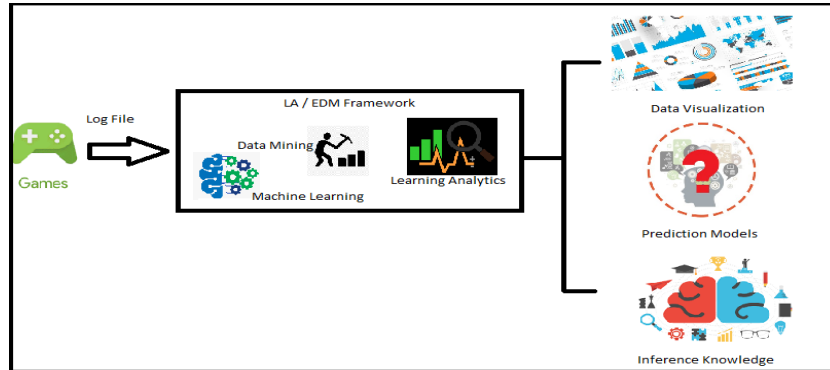 Games
Log File
LA / EDM Framework
Data Mining
Machine Learning
Learning Analytics
Data Visualization
?
Prediction Models
Inference Knowledge